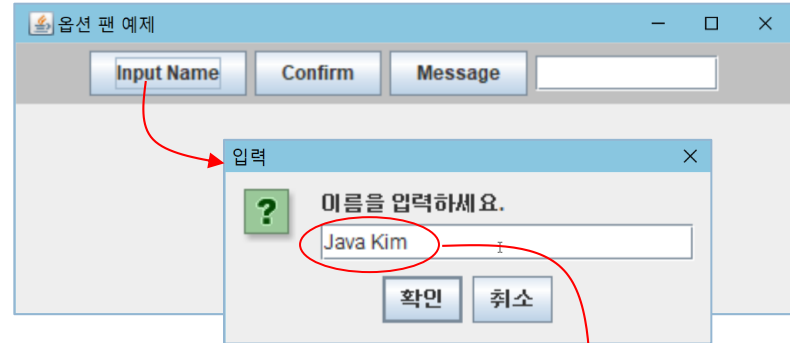 옵션 팬 예제
Input Name Confirm Message
입력
이름을 입력하세요.
Java Kim
확인 취소